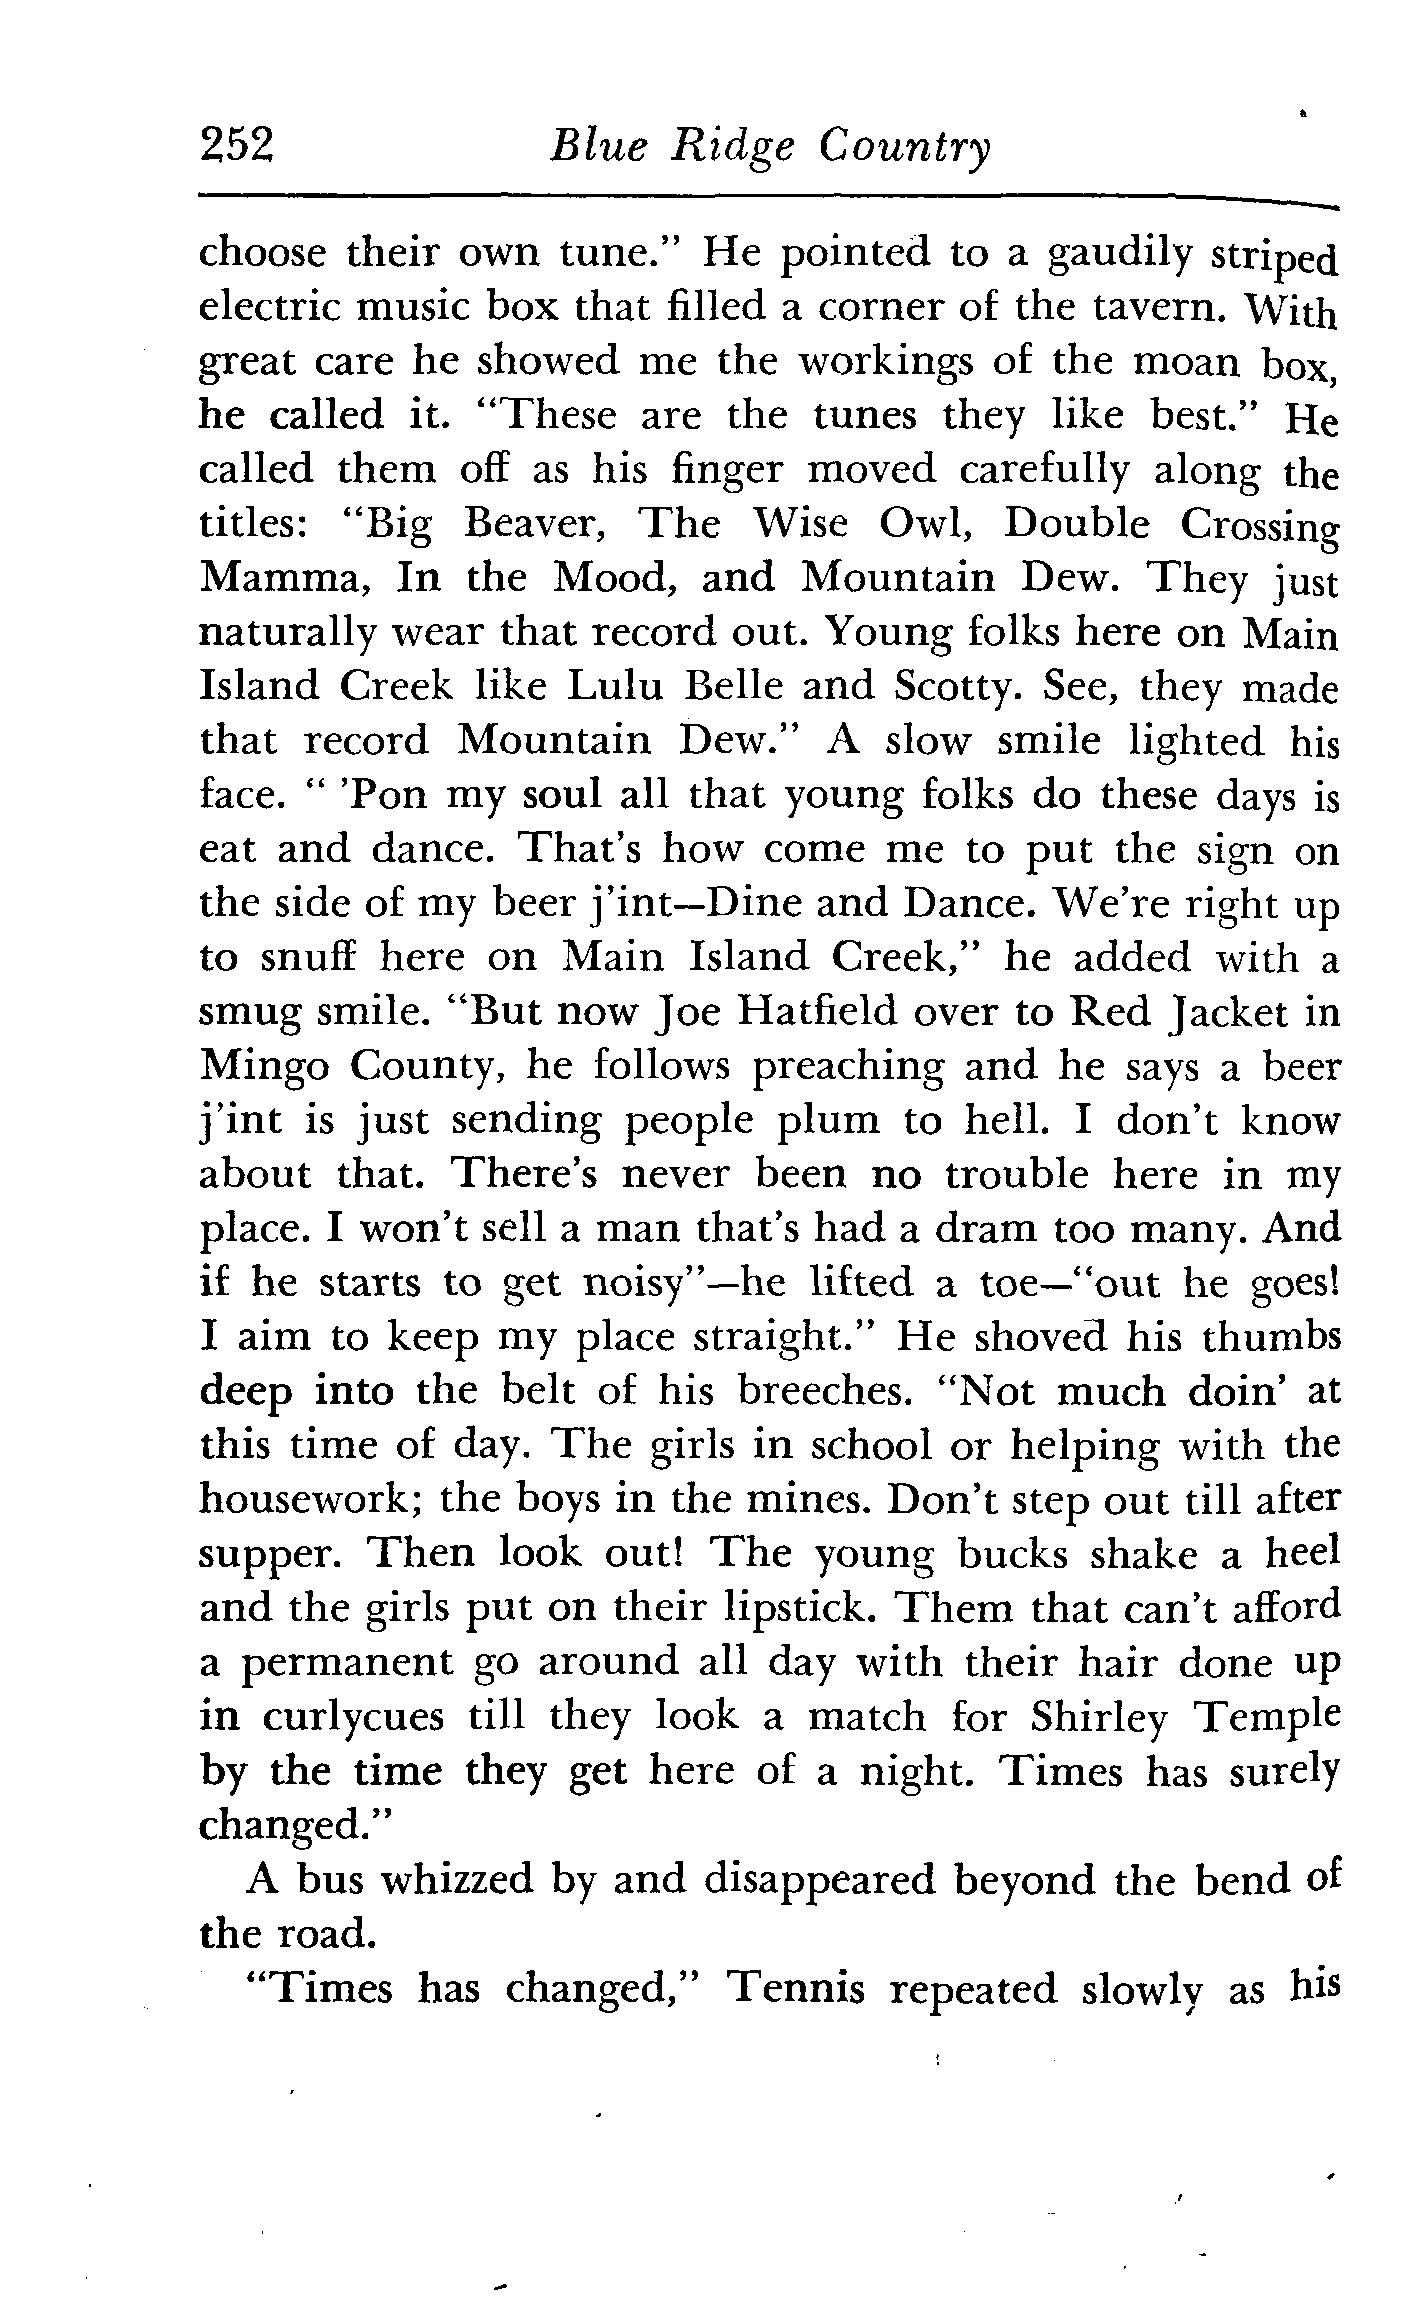 252 Blue Ridge Country
choose their own tune.” He pointed to a gaudily striped
electric music box that filled a corner of the tavern. With
great care he showed me the workings of the moan box,
he called it. “These are the tunes they like best.” He
called them off as his finger moved carefully along the
titles: “Big Beaver, The Wise Owl, Double Crossing
Mamma, In the Mood, and Mountain Dew. They just
naturally wear that record out. Young folks here on Main
Island Creek like Lulu Belle and Scotty. See, they made
that record Mountain Dew.” A slow smile lighted his
face. “ ’Pon my soul all that young folks do these days is
eat and dance. That’s how come me to put the sign on
the side of my beer j’int—Dine and Dance. We’re right up
to snuff here on Main Island Creek,” he added with a
smug smile. “But now Joe Hatfield over to Red Jacket in
Mingo County, he follows preaching and he says a beer
j’int is just sending people plum to hell. I don’t know
about that. There’s never been no trouble here in my
place. I won’t sell a man that’s had a dram too many. And
if he starts to get noisy”—he lifted a toe—“out he goes!
I aim to keep my place straight.” He shoved his thumbs
deep into the belt of his breeches. “Not much doin’ at
this time of day. The girls in school or helping with the
housework; the boys in the mines. Don’t step out till after
supper. Then look out! The young bucks shake a heel
and the girls put on their lipstick. Them that can’t afford
a permanent go around all day with their hair done up
in curlycues till they look a match for Shirley Temple
by the time they get here of a night. Times has surely
changed.”
A bus whizzed by and disappeared beyond the bend of
the road.
“Times has changed,” Tennis repeated slowly as his